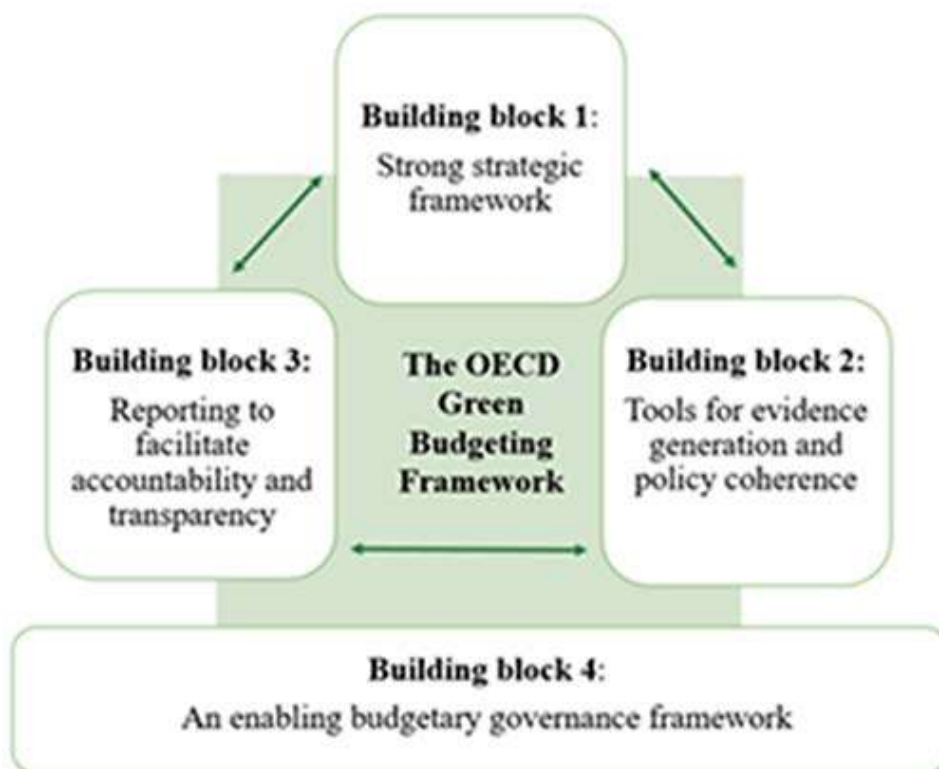 Building block 1:
Strong strategic
framework
Building block 3:
Reporting to
facilitate
accountability and
transparency
The OECD
Green
Budgeting
Framework
Building block 2:
Tools for evidence
generation and
policy coherence
Building block 4:
An enabling budgetary governance framework